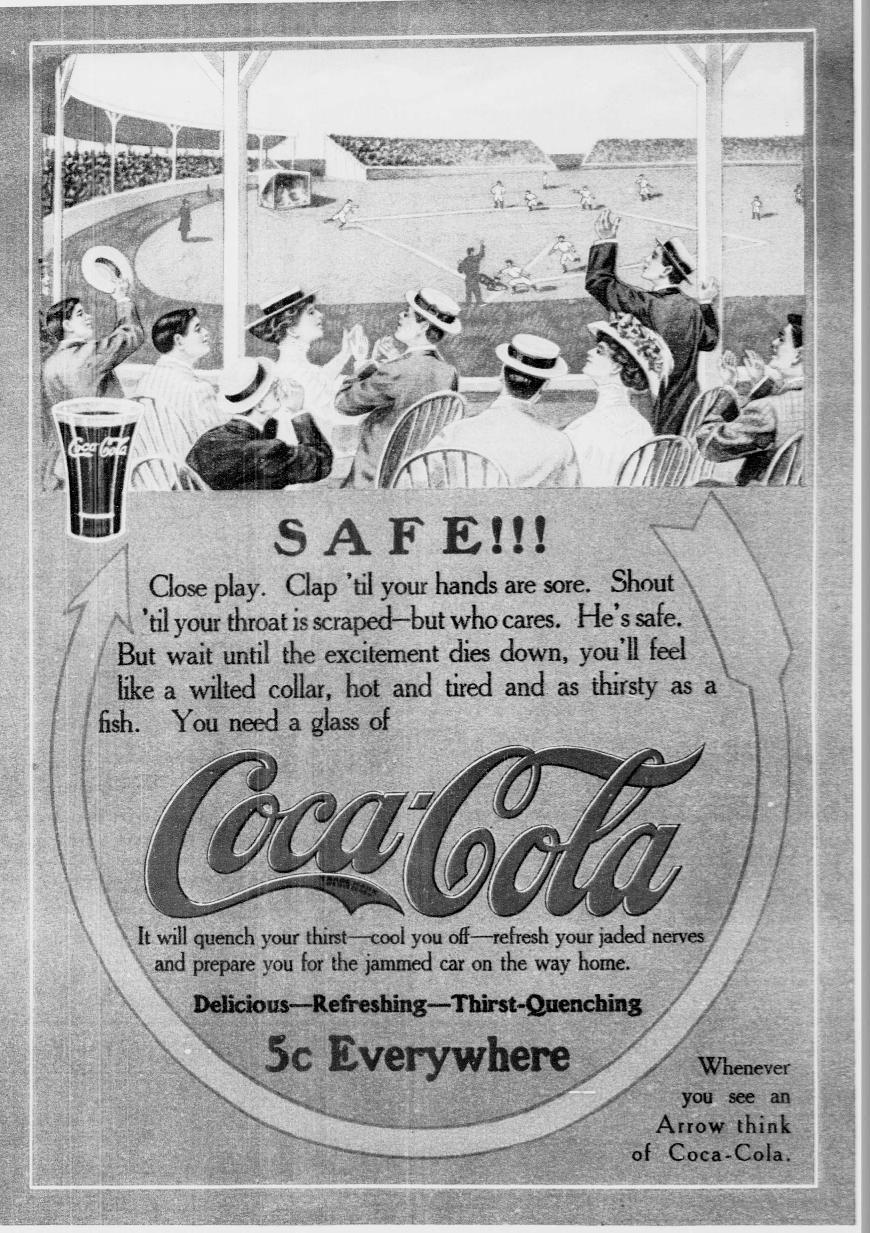 Coca-Cola
SAFE!!!
Close play. Clap 'til your hands are sore. Shout
'til your throat is scraped—but who cares. He's safe.
But wait until the excitement dies down, you'll feel
like a wilted collar, hot and tired and as thirsty as a
fish. You need a glass of
Coca-Cola
It will quench your thirst—cool you off—refresh your jaded nerves
and prepare you for the jammed car on the way home.
Delicious—Refreshing—Thirst-Quenching
5c Everywhere
Whenever
you see an
Arrow think
of Coca-Cola.